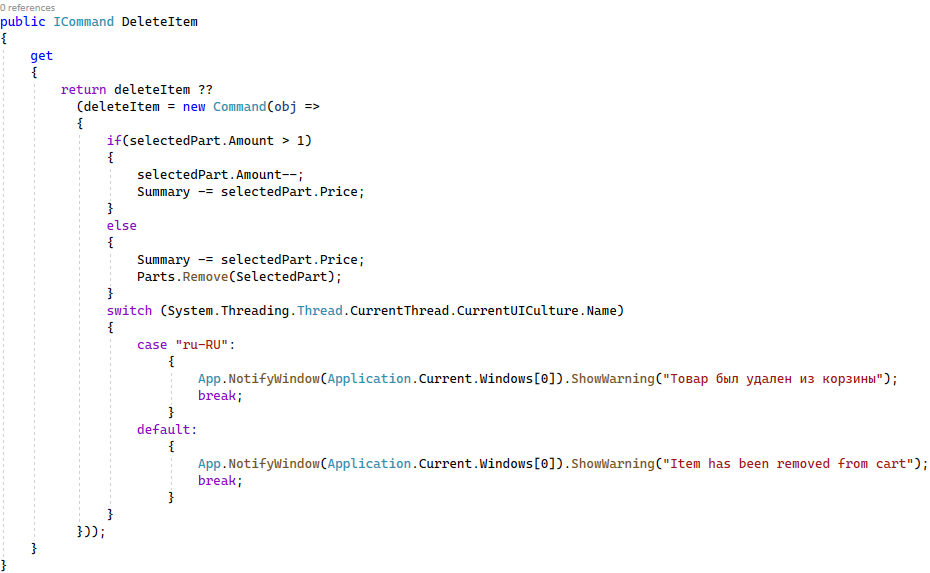 0 references
public ICommand DeleteItem
{
    get
    {
        return deleteItem ??
          (deleteItem = new Command(obj =>
          {
              if(selectedPart.Amount > 1)
              {
                  selectedPart.Amount--;
                  Summary -= selectedPart.Price;
              }
              else
              {
                  Summary -= selectedPart.Price;
                  Parts.Remove(SelectedPart);
              }
              switch (System.Threading.Thread.CurrentThread.CurrentUICulture.Name)
              {
                  case "ru-RU":
                      {
                          App.NotifyWindow(Application.Current.Windows[0]).ShowWarning("Товар был удален из корзины");
                          break;
                      }
                  default:
                      {
                          App.NotifyWindow(Application.Current.Windows[0]).ShowWarning("Item has been removed from cart");
                          break;
                      }
              }
          }));
    }
}